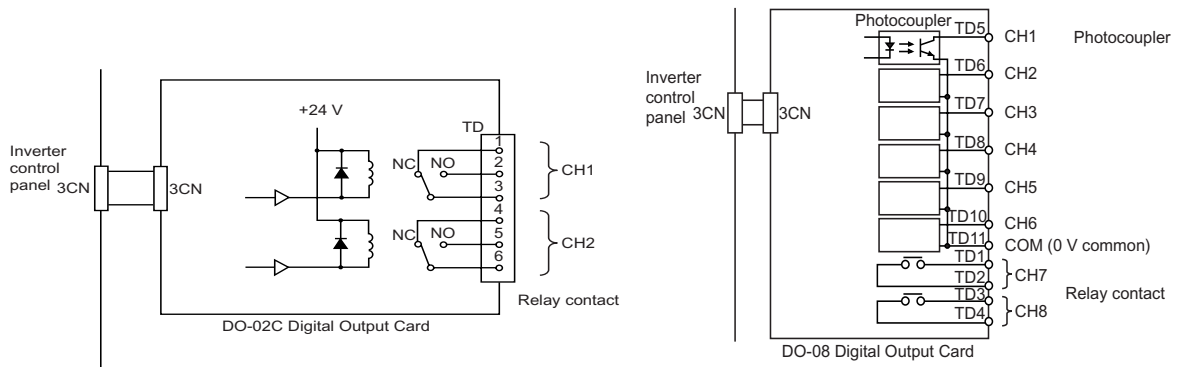 Inverter
control
panel 3CN
3CN
+24 V
NC NO
NC NO
TD
1
2
3
4
5
6
CH1
CH2
Relay contact
DO-02C Digital Output Card
Inverter
control
panel 3CN
3CN
Photocoupler
TD5 CH1 Photocoupler
TD6 CH2
TD7 CH3
TD8 CH4
TD9 CH5
TD10 CH6
TD11 COM (0 V common)
TD1
TD2 CH7
Relay contact
TD3
TD4 CH8
DO-08 Digital Output Card